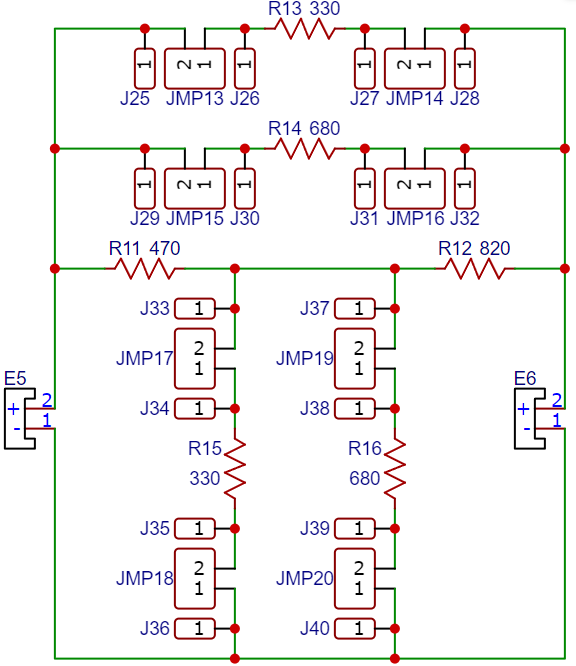 R13 330
1 2 1 1 1 2 1 1
J25 JMP13 J26 J27 JMP14 J28
R14 680
1 2 1 1 1 2 1 1
J29 JMP15 J30 J31 JMP16 J32
R11 470 R12 820
J33 1 J37 1
JMP17 2 1 JMP19 2 1
E5 + - 2 1 E6 + - 2 1
J34 1 J38 1
R15 R16
330 680
J35 1 J39 1
JMP18 2 1 JMP20 2 1
J36 1 J40 1